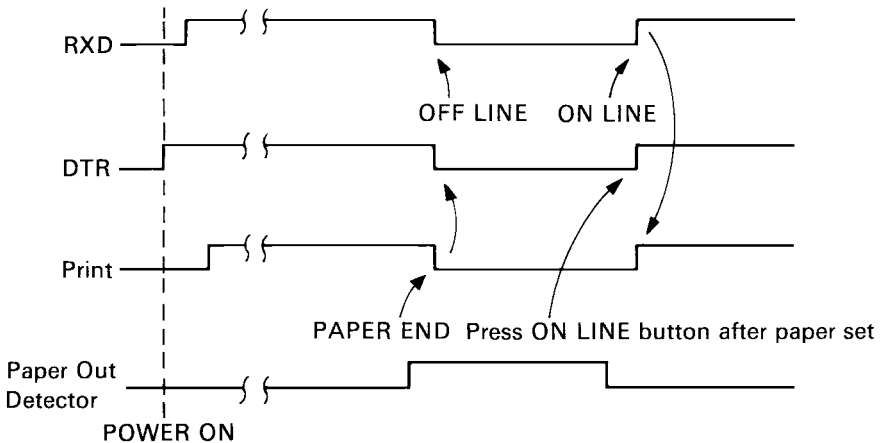 RXD
OFF LINE ON LINE
DTR
Print
PAPER END Press ON LINE button after paper set
Paper Out
Detector
POWER ON